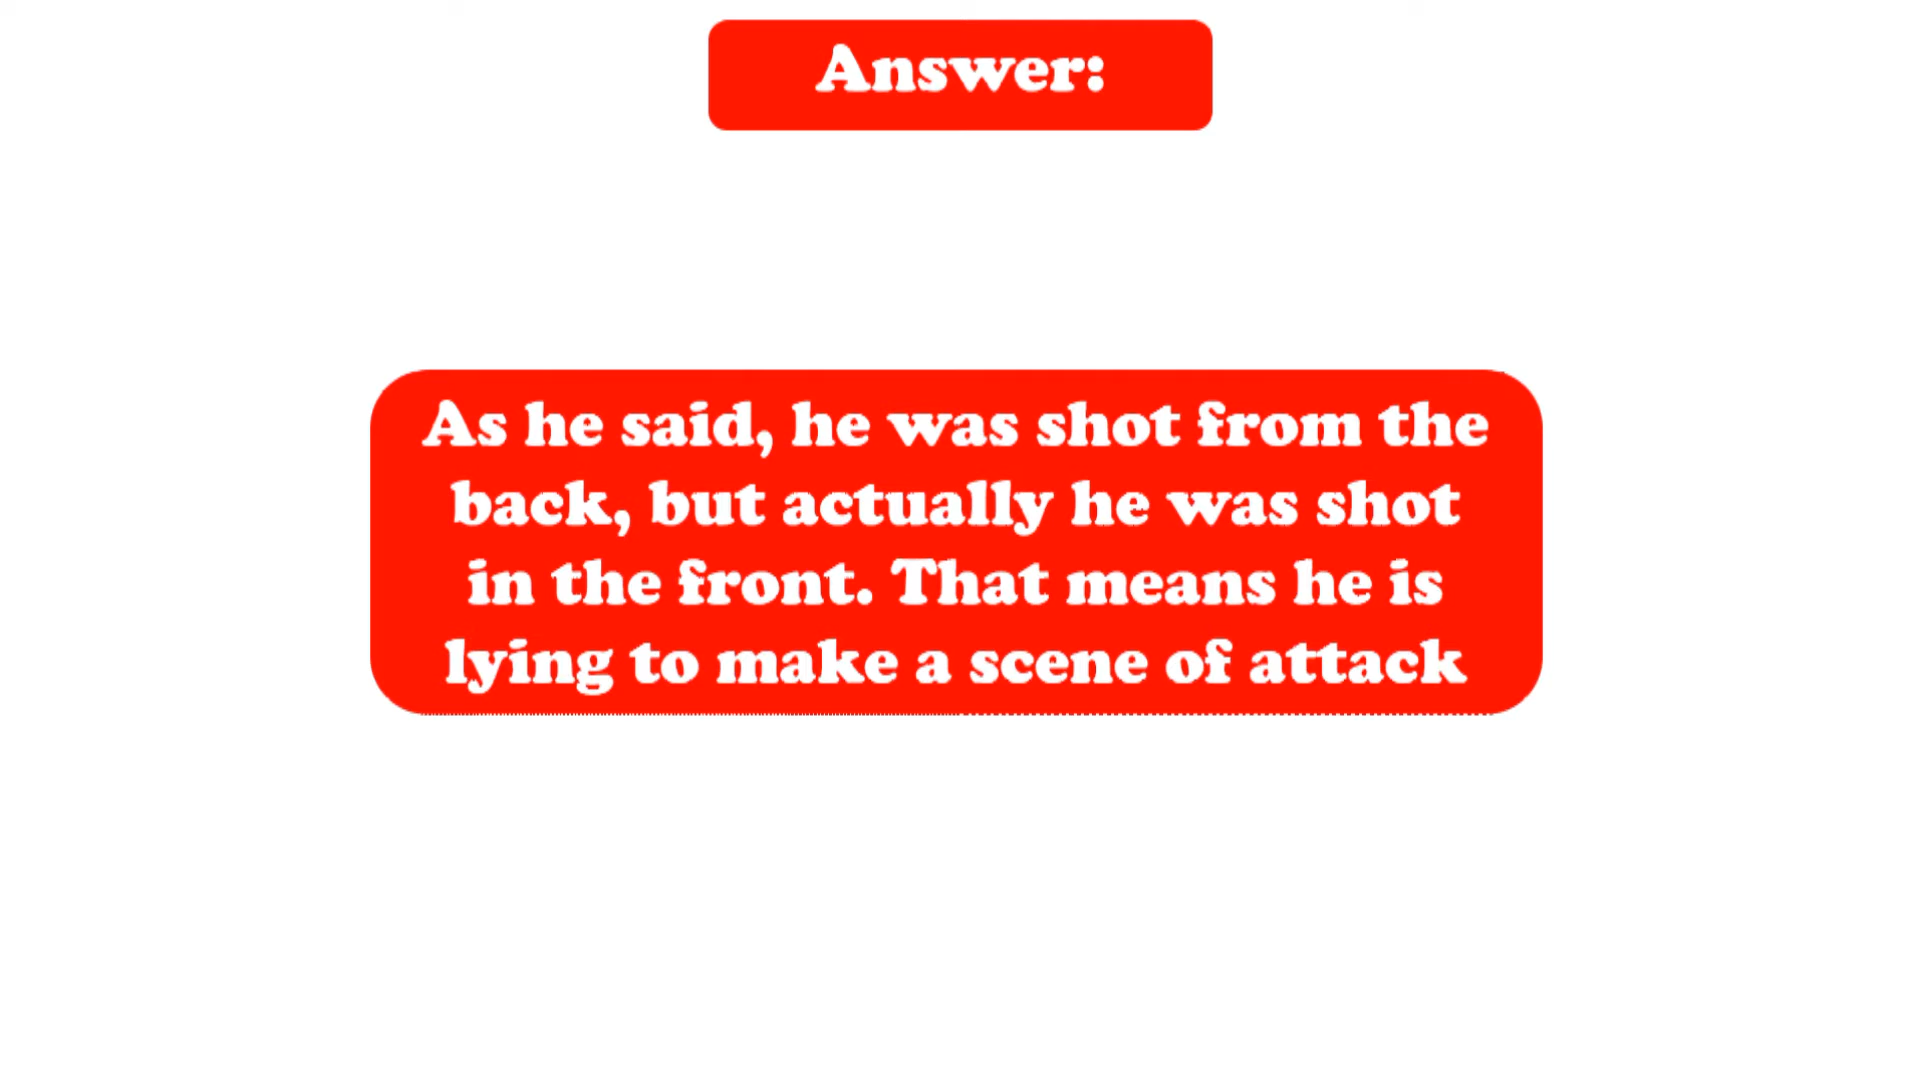 Answer:
As he said, he was shot from the
back, but actually he was shot
in the front. That means he is
lying to make a scene of attack